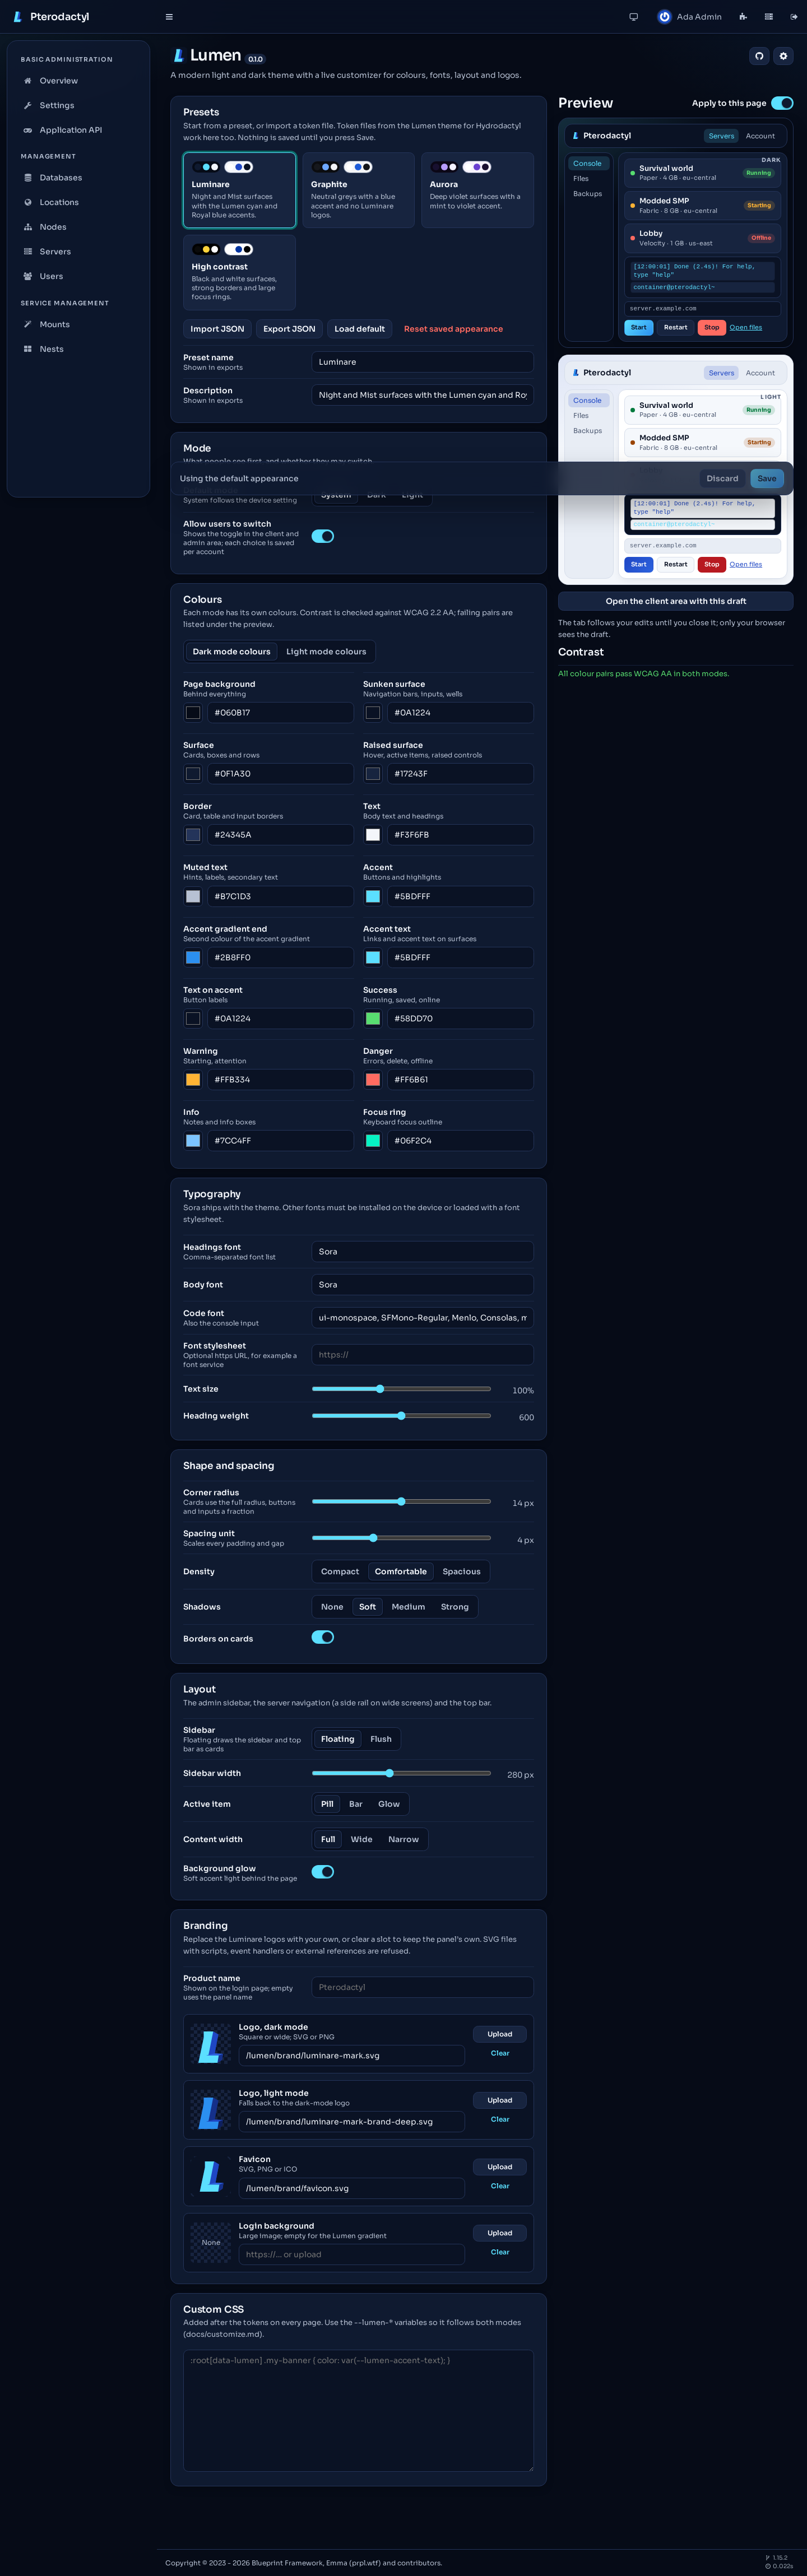 Pterodactyl
Ada Admin
BASIC ADMINISTRATION
Overview
Settings
Application API
MANAGEMENT
Databases
Locations
Nodes
Servers
Users
SERVICE MANAGEMENT
Mounts
Nests
Lumen 0.1.0
A modern light and dark theme with a live customizer for colours, fonts, layout and logos.
Presets
Start from a preset, or import a token file. Token files from the Lumen theme for Hydrodactyl
work here too. Nothing is saved until you press Save.
Luminare
Night and Mist surfaces
with the Lumen cyan and
Royal blue accents.
Graphite
Neutral greys with a blue
accent and no Luminare
logos.
Aurora
Deep violet surfaces with a
mint to violet accent.
High contrast
Black and white surfaces,
strong borders and large
focus rings.
Import JSON
Export JSON
Load default
Reset saved appearance
Preset name
Shown in exports
Luminare
Description
Shown in exports
Night and Mist surfaces with the Lumen cyan and Roy
Mode
What people see first, and whether they may switch.
Using the default appearance
Discard
Save
System follows the device setting
System
Dark
Light
Allow users to switch
Shows the toggle in the client and
admin area; each choice is saved
per account
Colours
Each mode has its own colours. Contrast is checked against WCAG 2.2 AA; failing pairs are
listed under the preview.
Dark mode colours
Light mode colours
Page background
Behind everything
#060B17
Sunken surface
Navigation bars, inputs, wells
#0A1224
Surface
Cards, boxes and rows
#0F1A30
Raised surface
Hover, active items, raised controls
#17243F
Border
Card, table and input borders
#24345A
Text
Body text and headings
#F3F6FB
Muted text
Hints, labels, secondary text
#B7C1D3
Accent
Buttons and highlights
#5BDFFF
Accent gradient end
Second colour of the accent gradient
#2B8FF0
Accent text
Links and accent text on surfaces
#5BDFFF
Text on accent
Button labels
#0A1224
Success
Running, saved, online
#58DD70
Warning
Starting, attention
#FFB334
Danger
Errors, delete, offline
#FF6B61
Info
Notes and info boxes
#7CC4FF
Focus ring
Keyboard focus outline
#06F2C4
Typography
Sora ships with the theme. Other fonts must be installed on the device or loaded with a font
stylesheet.
Headings font
Comma-separated font list
Sora
Body font
Sora
Code font
Also the console input
ui-monospace, SFMono-Regular, Menlo, Consolas, m
Font stylesheet
Optional https URL, for example a
font service
https://
Text size
100%
Heading weight
600
Shape and spacing
Corner radius
Cards use the full radius, buttons
and inputs a fraction
14 px
Spacing unit
Scales every padding and gap
4 px
Density
Compact
Comfortable
Spacious
Shadows
None
Soft
Medium
Strong
Borders on cards
Layout
The admin sidebar, the server navigation (a side rail on wide screens) and the top bar.
Sidebar
Floating draws the sidebar and top
bar as cards
Floating
Flush
Sidebar width
280 px
Active item
Pill
Bar
Glow
Content width
Full
Wide
Narrow
Background glow
Soft accent light behind the page
Branding
Replace the Luminare logos with your own, or clear a slot to keep the panel's own. SVG files
with scripts, event handlers or external references are refused.
Product name
Shown on the login page; empty
uses the panel name
Pterodactyl
Logo, dark mode
Square or wide; SVG or PNG
/lumen/brand/luminare-mark.svg
Upload
Clear
Logo, light mode
Falls back to the dark-mode logo
/lumen/brand/luminare-mark-brand-deep.svg
Upload
Clear
Favicon
SVG, PNG or ICO
/lumen/brand/favicon.svg
Upload
Clear
None
Login background
Large image; empty for the Lumen gradient
https://... or upload
Upload
Clear
Custom CSS
Added after the tokens on every page. Use the --lumen-* variables so it follows both modes
(docs/customize.md).
:root[data-lumen] .my-banner { color: var(--lumen-accent-text); }
Preview
Apply to this page
Pterodactyl
Servers
Account
DARK
Console
Files
Backups
Survival world
Paper · 4 GB · eu-central
Running
Modded SMP
Fabric · 8 GB · eu-central
Starting
Lobby
Velocity · 1 GB · us-east
Offline
[12:00:01] Done (2.4s)! For help,
type "help"
container@pterodactyl~
server.example.com
Start
Restart
Stop
Open files
Pterodactyl
Servers
Account
LIGHT
Console
Files
Backups
Survival world
Paper · 4 GB · eu-central
Running
Modded SMP
Fabric · 8 GB · eu-central
Starting
[12:00:01] Done (2.4s)! For help,
type "help"
container@pterodactyl~
server.example.com
Start
Restart
Stop
Open files
Open the client area with this draft
The tab follows your edits until you close it; only your browser
sees the draft.
Contrast
All colour pairs pass WCAG AA in both modes.
Copyright © 2023 - 2026 Blueprint Framework, Emma (prpl.wtf) and contributors.
1.15.2
0.022s